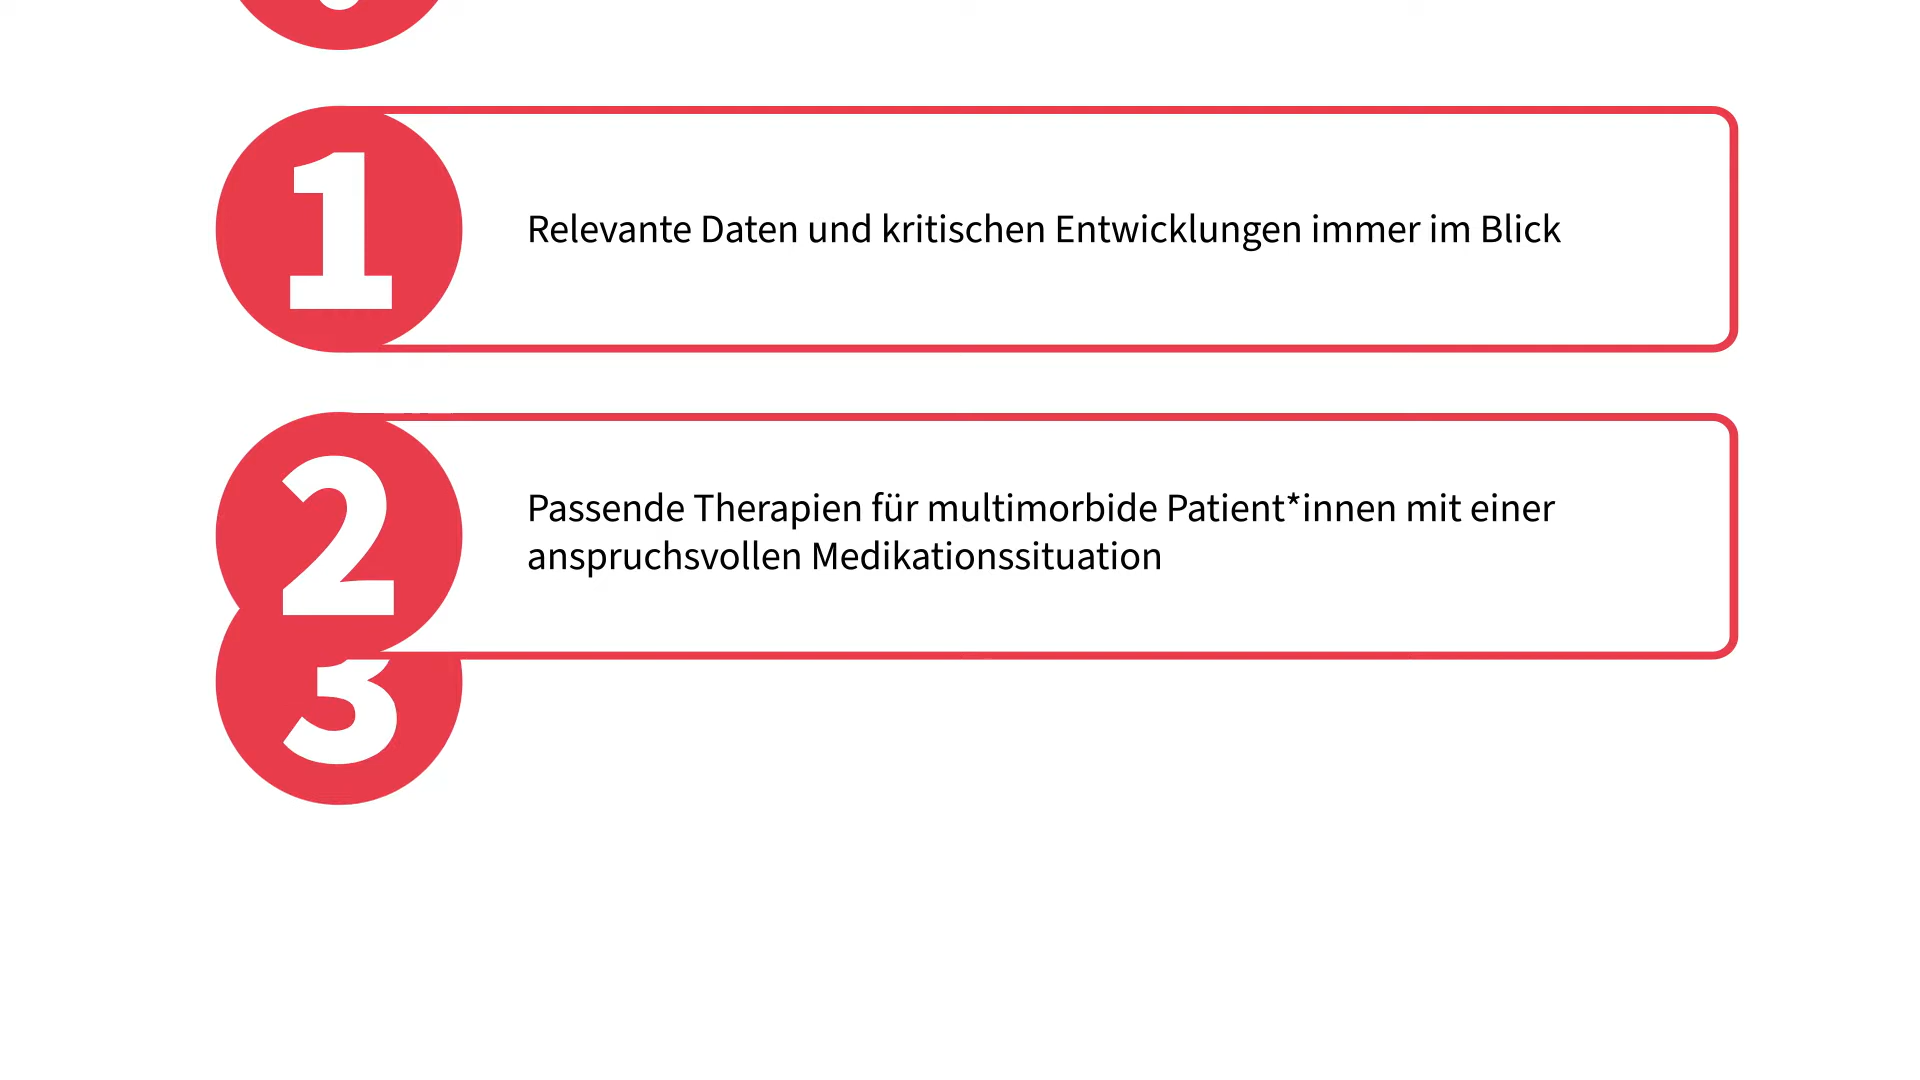 1
Relevante Daten und kritischen Entwicklungen immer im Blick
2
Passende Therapien für multimorbide Patient*innen mit einer
anspruchsvollen Medikationssituation
3